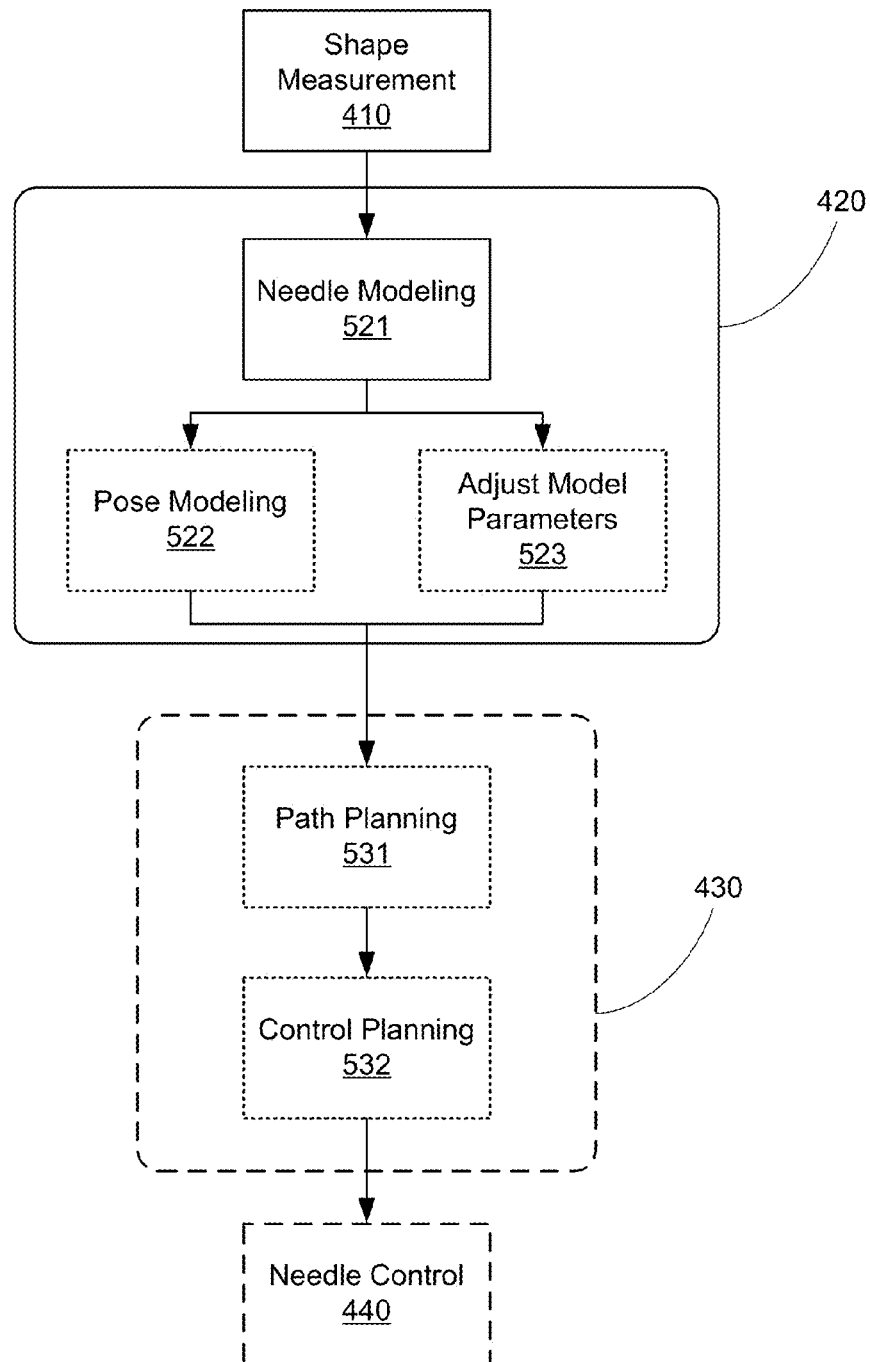 Shape
Measurement
410
420
Needle Modeling
521
Pose Modeling
522
Adjust Model
Parameters
523
Path Planning
531
430
Control Planning
532
Needle Control
440